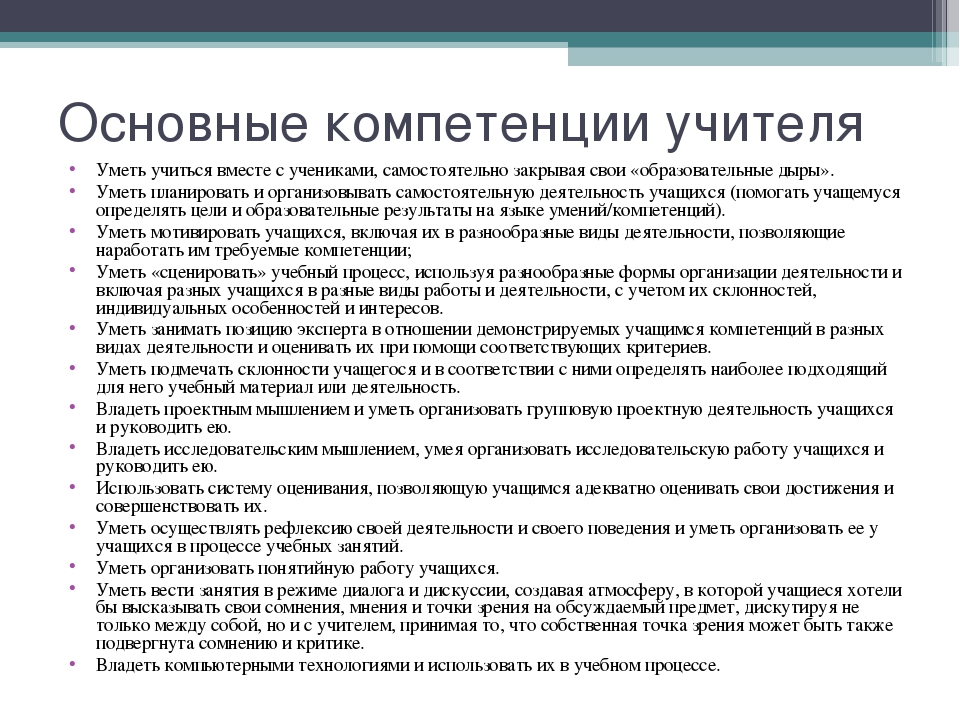 Основные компетенции учителя
• Уметь учиться вместе с учениками, самостоятельно закрывая свои «образовательные дыры».
• Уметь планировать и организовывать самостоятельную деятельность учащихся (помогать учащемуся
определять цели и образовательные результаты на языке умений/компетенций).
• Уметь мотивировать учащихся, включая их в разнообразные виды деятельности, позволяющие
наработать им требуемые компетенции;
• Уметь «сценировать» учебный процесс, используя разнообразные формы организации деятельности и
включая разных учащихся в разные виды работы и деятельности, с учетом их склонностей,
индивидуальных особенностей и интересов.
• Уметь занимать позицию эксперта в отношении демонстрируемых учащимся компетенций в разных
видах деятельности и оценивать их при помощи соответствующих критериев.
• Уметь подмечать склонности учащегося и в соответствии с ними определять наиболее подходящий
для него учебный материал или деятельность.
• Владеть проектным мышлением и уметь организовать групповую проектную деятельность учащихся
и руководить ею.
• Владеть исследовательским мышлением, умея организовать исследовательскую работу учащихся и
руководить ею.
• Использовать систему оценивания, позволяющую учащимся адекватно оценивать свои достижения и
совершенствовать их.
• Уметь осуществлять рефлексию своей деятельности и своего поведения и уметь организовать ее у
учащихся в процессе учебных занятий.
• Уметь организовать понятийную работу учащихся.
• Уметь вести занятия в режиме диалога и дискуссии, создавая атмосферу, в которой учащиеся хотели
бы высказывать свои сомнения, мнения и точки зрения на обсуждаемый предмет, дискутируя не
только между собой, но и с учителем, принимая то, что собственная точка зрения может быть также
подвергнута сомнению и критике.
• Владеть компьютерными технологиями и использовать их в учебном процессе.